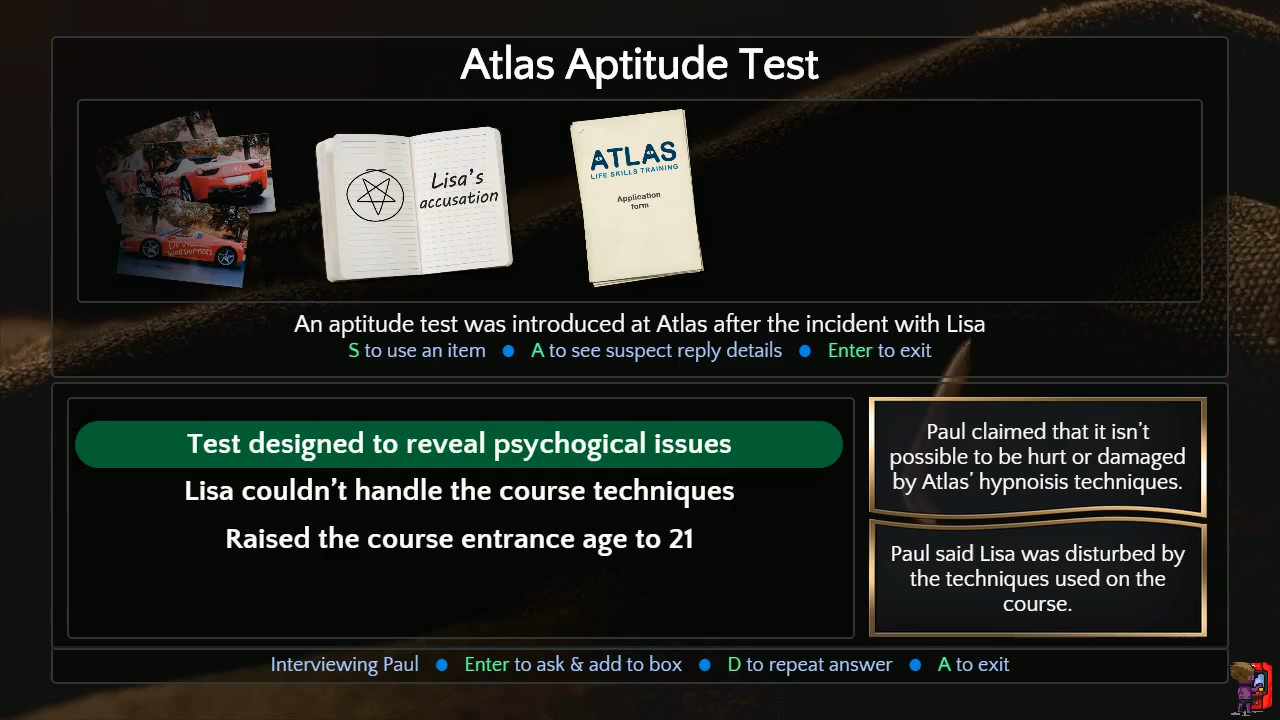 Atlas Aptitude Test
Lisa's
accusation
ATLAS
LIFE SKILLS TRAINING
Application
form
DEVIL
WORSHIPPERS
An aptitude test was introduced at Atlas after the incident with Lisa
S to use an item
A to see suspect reply details
Enter to exit
Test designed to reveal psychogical issues
Lisa couldn't handle the course techniques
Raised the course entrance age to 21
Paul claimed that it isn't
possible to be hurt or damaged
by Atlas' hypnoisis techniques.
Paul said Lisa was disturbed by
the techniques used on the
course.
Interviewing Paul
Enter to ask & add to box
D to repeat answer
A to exit